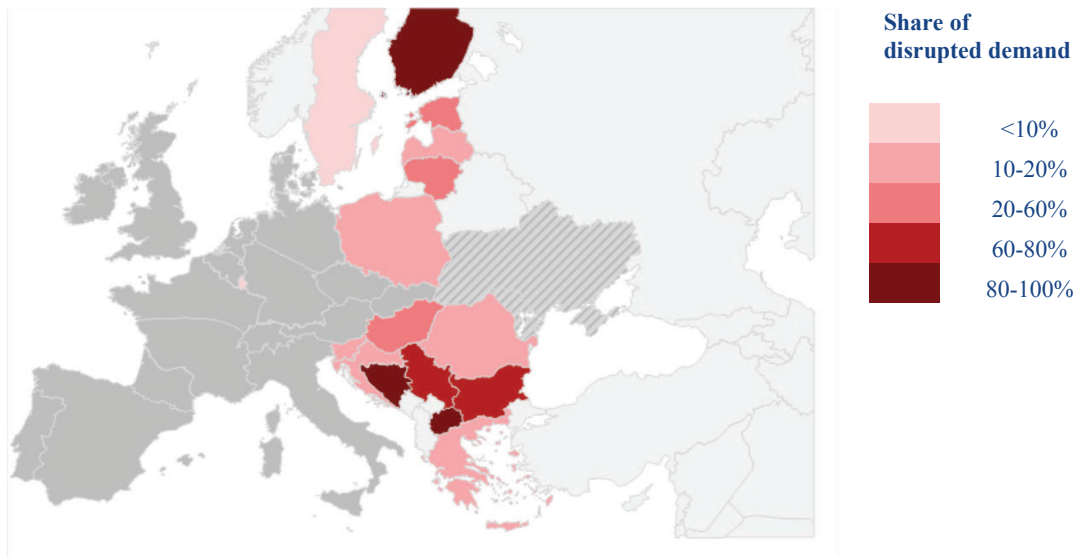 Share of
disrupted demand
<10%
10-20%
20-60%
60-80%
80-100%